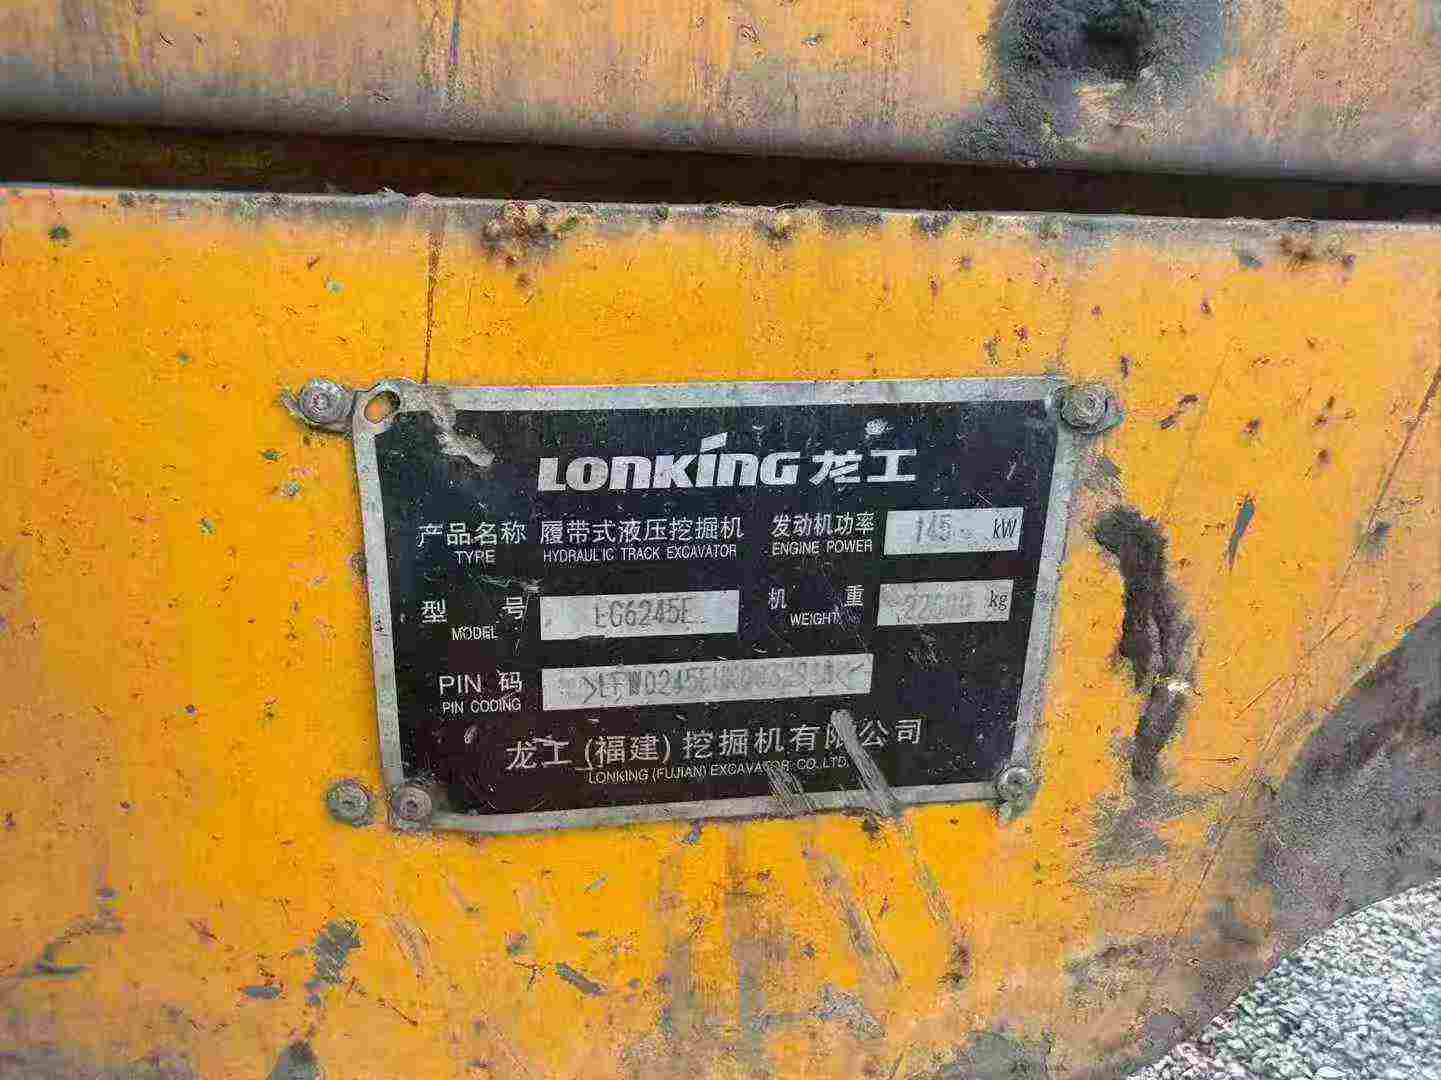 LONKING 龙工
产品名称 履带式液压挖掘机 发动机功率 145 kW
TYPE HYDRAULIC TRACK EXCAVATOR ENGINE POWER
型 号 LG6245E 机 重 kg
MODEL WEIGHT
PIN 码
PIN CODING
龙工(福建)挖掘机有限公司
LONKING (FUJIAN) EXCAVATOR CO.,LTD.